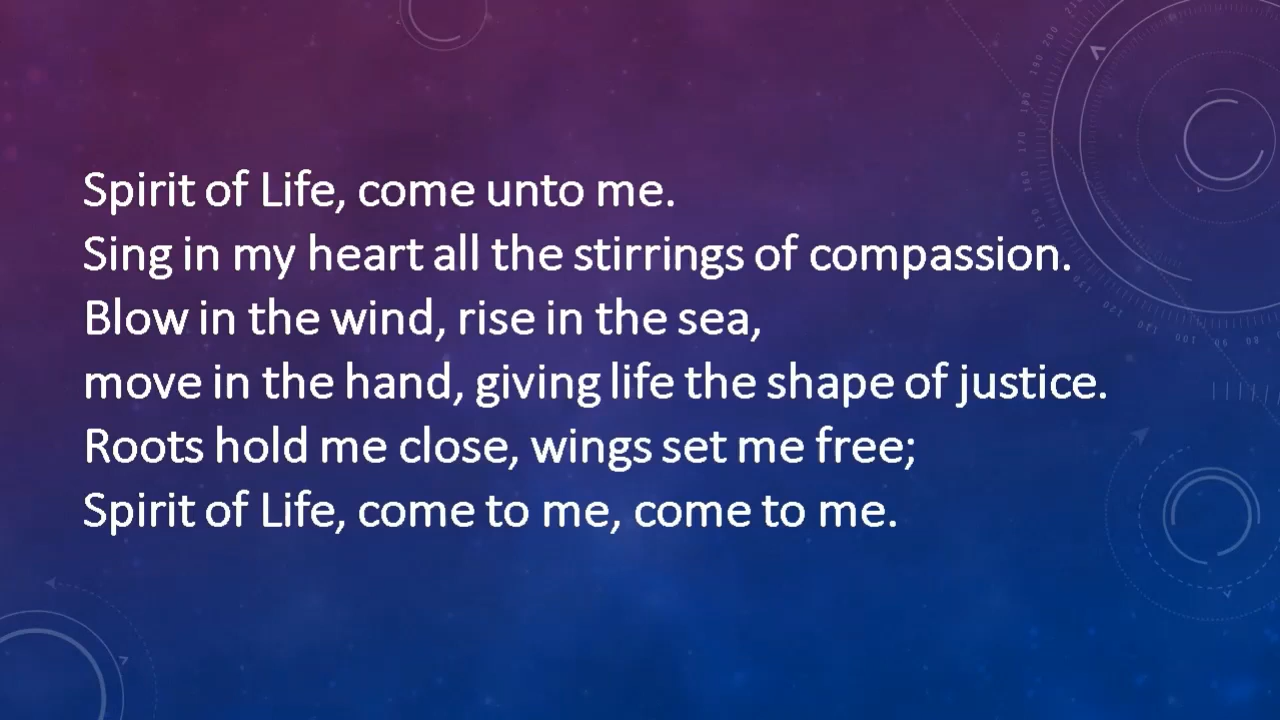 Spirit of Life, come unto me.
Sing in my heart all the stirrings of compassion.
Blow in the wind, rise in the sea,
move in the hand, giving life the shape of justice.
Roots hold me close, wings set me free;
Spirit of Life, come to me, come to me.